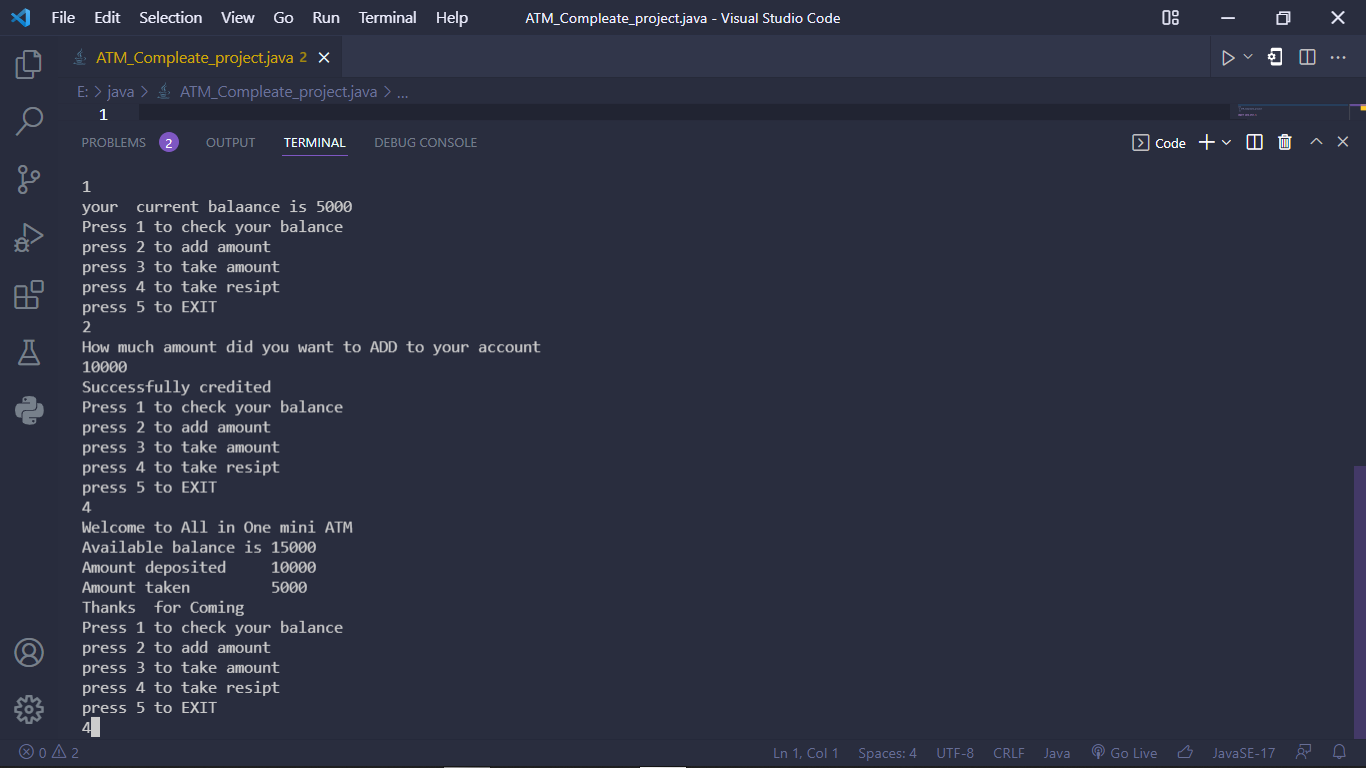 File Edit Selection View Go Run Terminal Help ATM_Compleate_project.java - Visual Studio Code
ATM_Compleate_project.java 2
E: > java > ATM_Compleate_project.java > ...
1
PROBLEMS 2 OUTPUT TERMINAL DEBUG CONSOLE Code
1
your  current balaance is 5000
Press 1 to check your balance
press 2 to add amount
press 3 to take amount
press 4 to take resipt
press 5 to EXIT
2
How much amount did you want to ADD to your account
10000
Successfully credited
Press 1 to check your balance
press 2 to add amount
press 3 to take amount
press 4 to take resipt
press 5 to EXIT
4
Welcome to All in One mini ATM
Available balance is 15000
Amount deposited     10000
Amount taken         5000
Thanks  for Coming
Press 1 to check your balance
press 2 to add amount
press 3 to take amount
press 4 to take resipt
press 5 to EXIT
4
0 2 Ln 1, Col 1 Spaces: 4 UTF-8 CRLF Java Go Live JavaSE-17